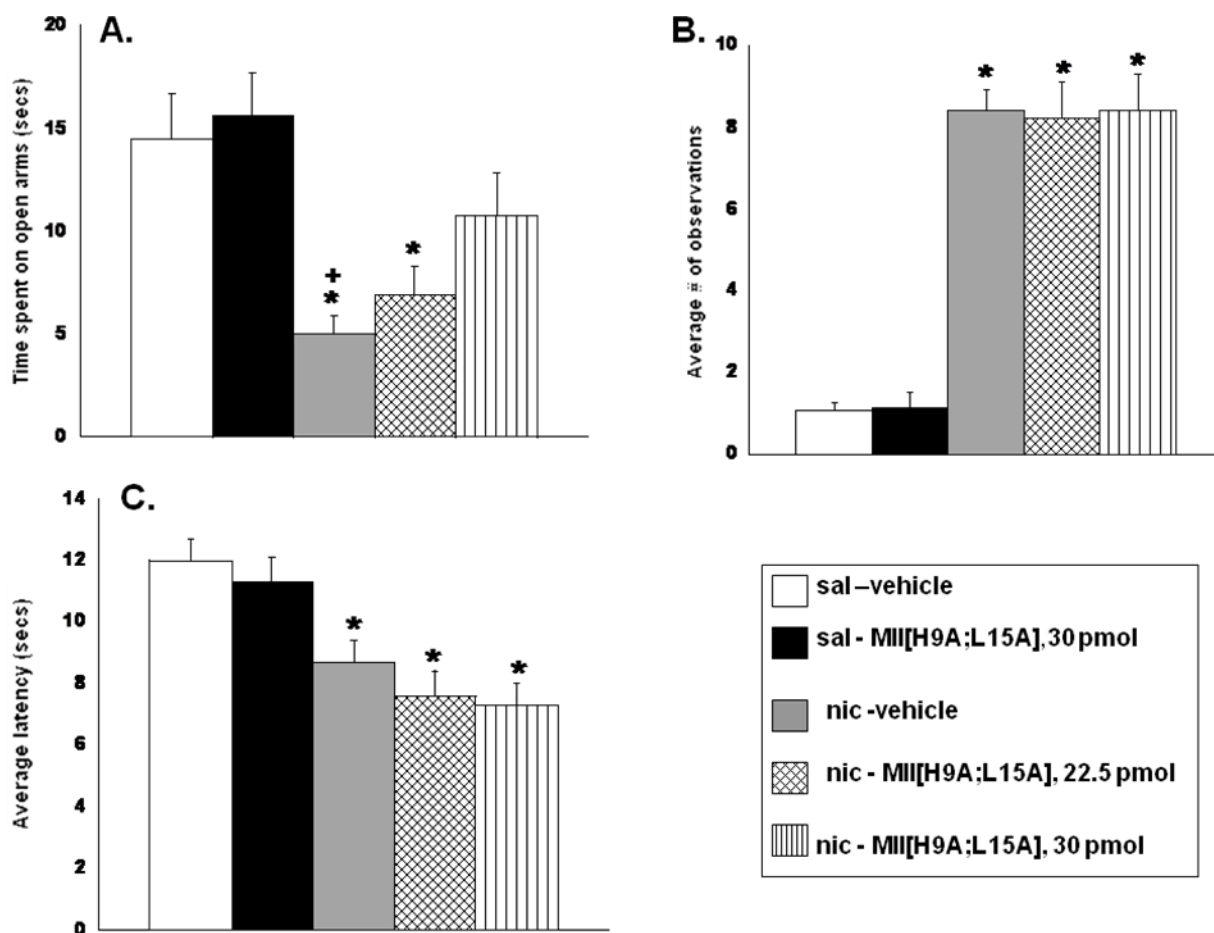 A.
Time spent on open arms (secs)
20
15
10
5
0
+
*
*
B.
Average # of observations
10
8
6
4
2
0
*
*
*
C.
Average latency (secs)
14
12
10
8
6
4
2
0
*
*
*
sal–vehicle
sal - MII[H9A;L15A], 30 pmol
nic -vehicle
nic - MII[H9A;L15A], 22.5 pmol
nic - MII[H9A;L15A], 30 pmol